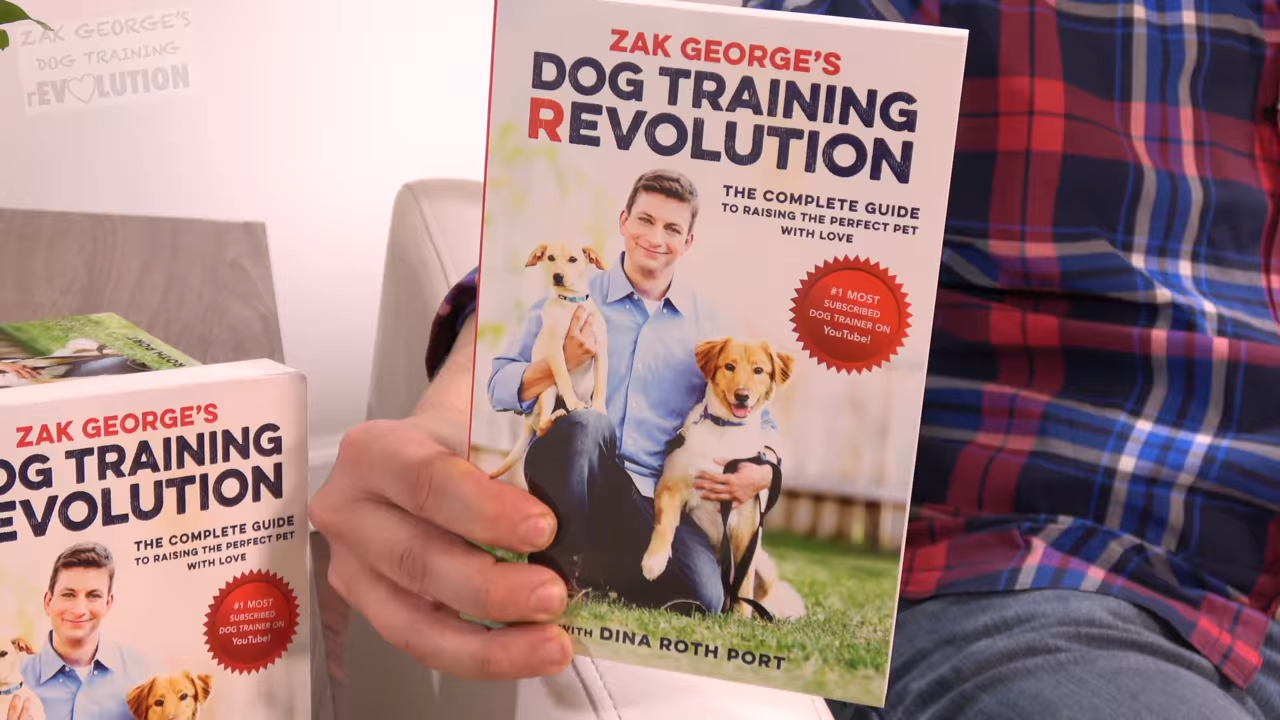 ZAK GEORGE'S
DOG TRAINING
rEV♡LUTION
ZAK GEORGE'S
DOG TRAINING
REVOLUTION
THE COMPLETE GUIDE
TO RAISING THE PERFECT PET
WITH LOVE
#1 MOST
SUBSCRIBED
DOG TRAINER ON
YouTube!
WITH DINA ROTH PORT
ROTH PORT
ZAK GEORGE'S
OG TRAINING
EVOLUTION
THE COMPLETE GUIDE
TO RAISING THE PERFECT PET
WITH LOVE
#1 MOST
SUBSCRIBED
DOG TRAINER ON
YouTube!